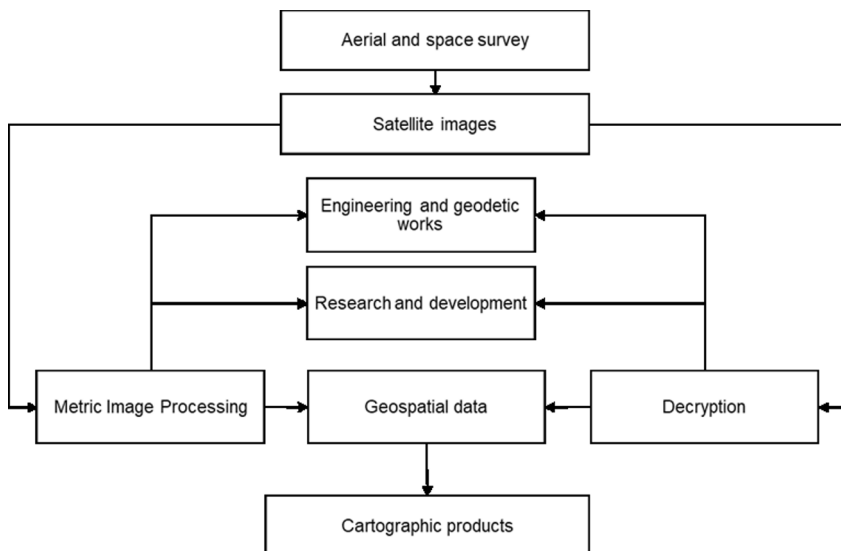 Aerial and space survey
Satellite images
Engineering and geodetic
works
Research and development
Metric Image Processing
Geospatial data
Decryption
Cartographic products